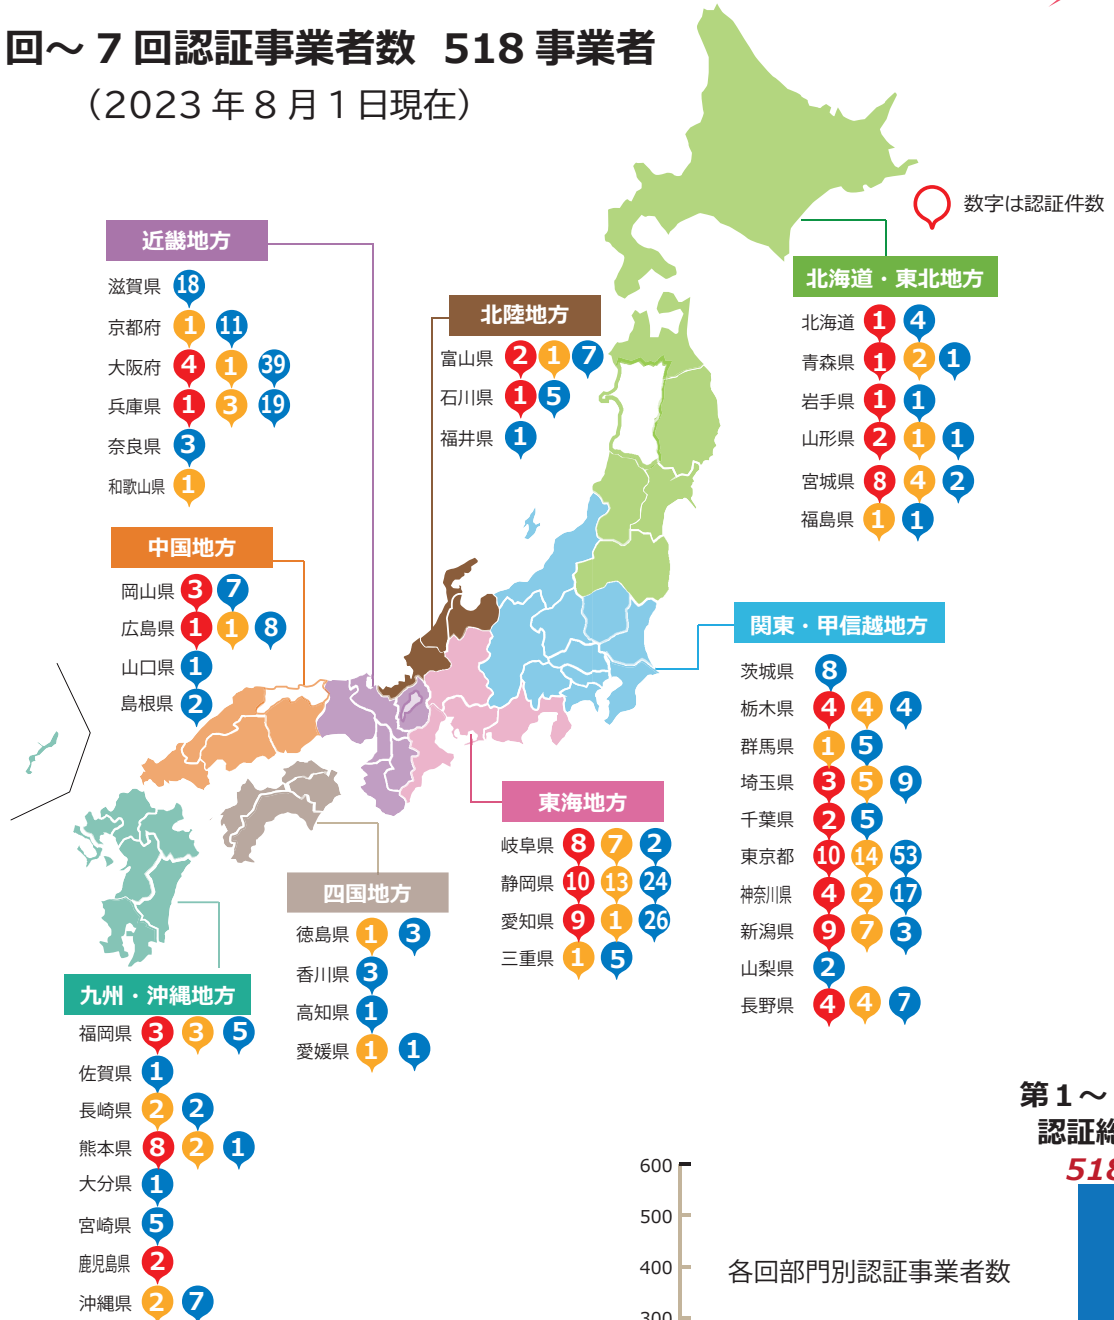 回～7回認証事業者数 518事業者
（2023年8月1日現在）
数字は認証件数
近畿地方
滋賀県 18
京都府 1 11
大阪府 4 1 39
兵庫県 1 3 19
奈良県 3
和歌山県 1
北陸地方
富山県 2 1 7
石川県 1 5
福井県 1
北海道・東北地方
北海道 1 4
青森県 1 2 1
岩手県 1 1
山形県 2 1 1
宮城県 8 4 2
福島県 1 1
中国地方
岡山県 3 7
広島県 1 1 8
山口県 1
島根県 2
関東・甲信越地方
茨城県 8
栃木県 4 4 4
群馬県 1 5
埼玉県 3 5 9
千葉県 2 5
東京都 10 14 53
神奈川県 4 2 17
新潟県 9 7 3
山梨県 2
長野県 4 4 7
東海地方
岐阜県 8 7 2
静岡県 10 13 24
愛知県 9 1 26
三重県 1 5
四国地方
徳島県 1 3
香川県 3
高知県 1
愛媛県 1 1
九州・沖縄地方
福岡県 3 3 5
佐賀県 1
長崎県 2 2
熊本県 8 2 1
大分県 1
宮崎県 5
鹿児島県 2
沖縄県 2 7
第1～
認証総
518
600
500
400
300
各回部門別認証事業者数